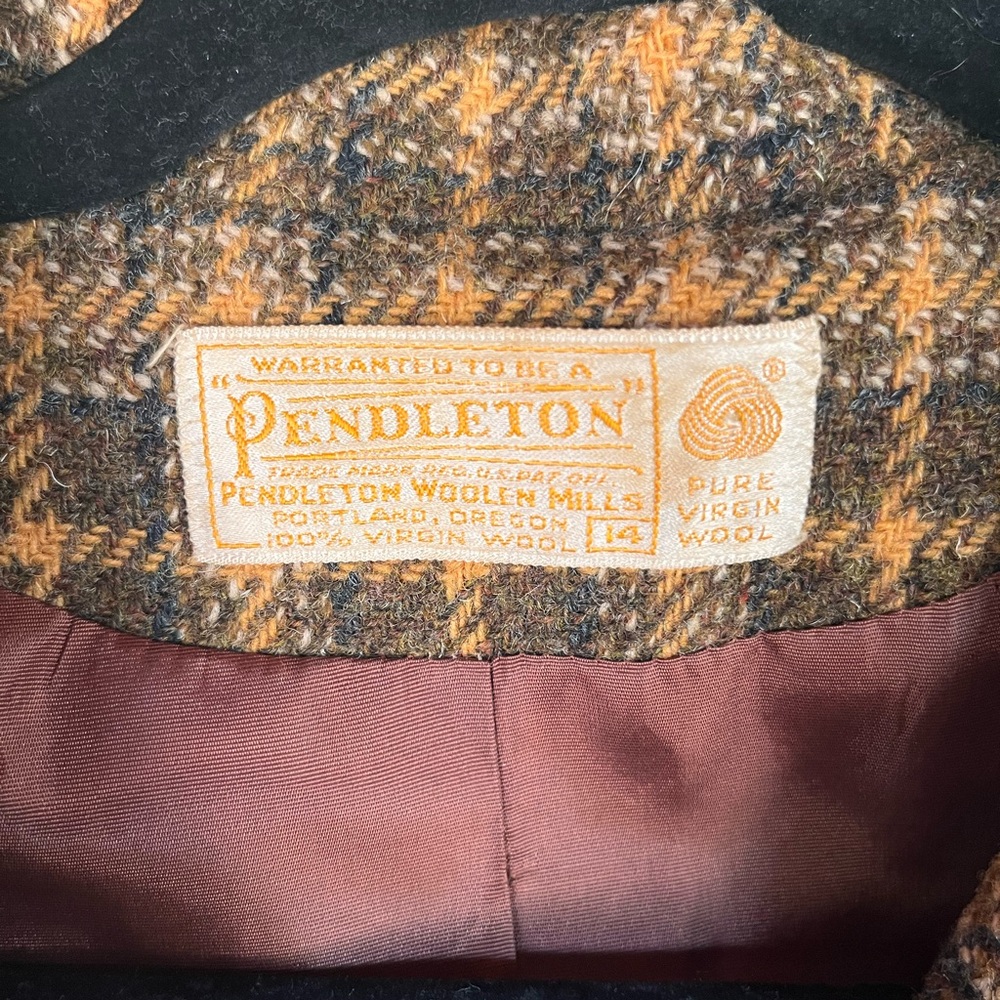 WARRANTED TO BE A
"PENDLETON"
TRADE MARK REG. U.S. PAT. OFF.
PENDLETON WOOLEN MILLS
PORTLAND, OREGON
100% VIRGIN WOOL 14
®
PURE
VIRGIN
WOOL